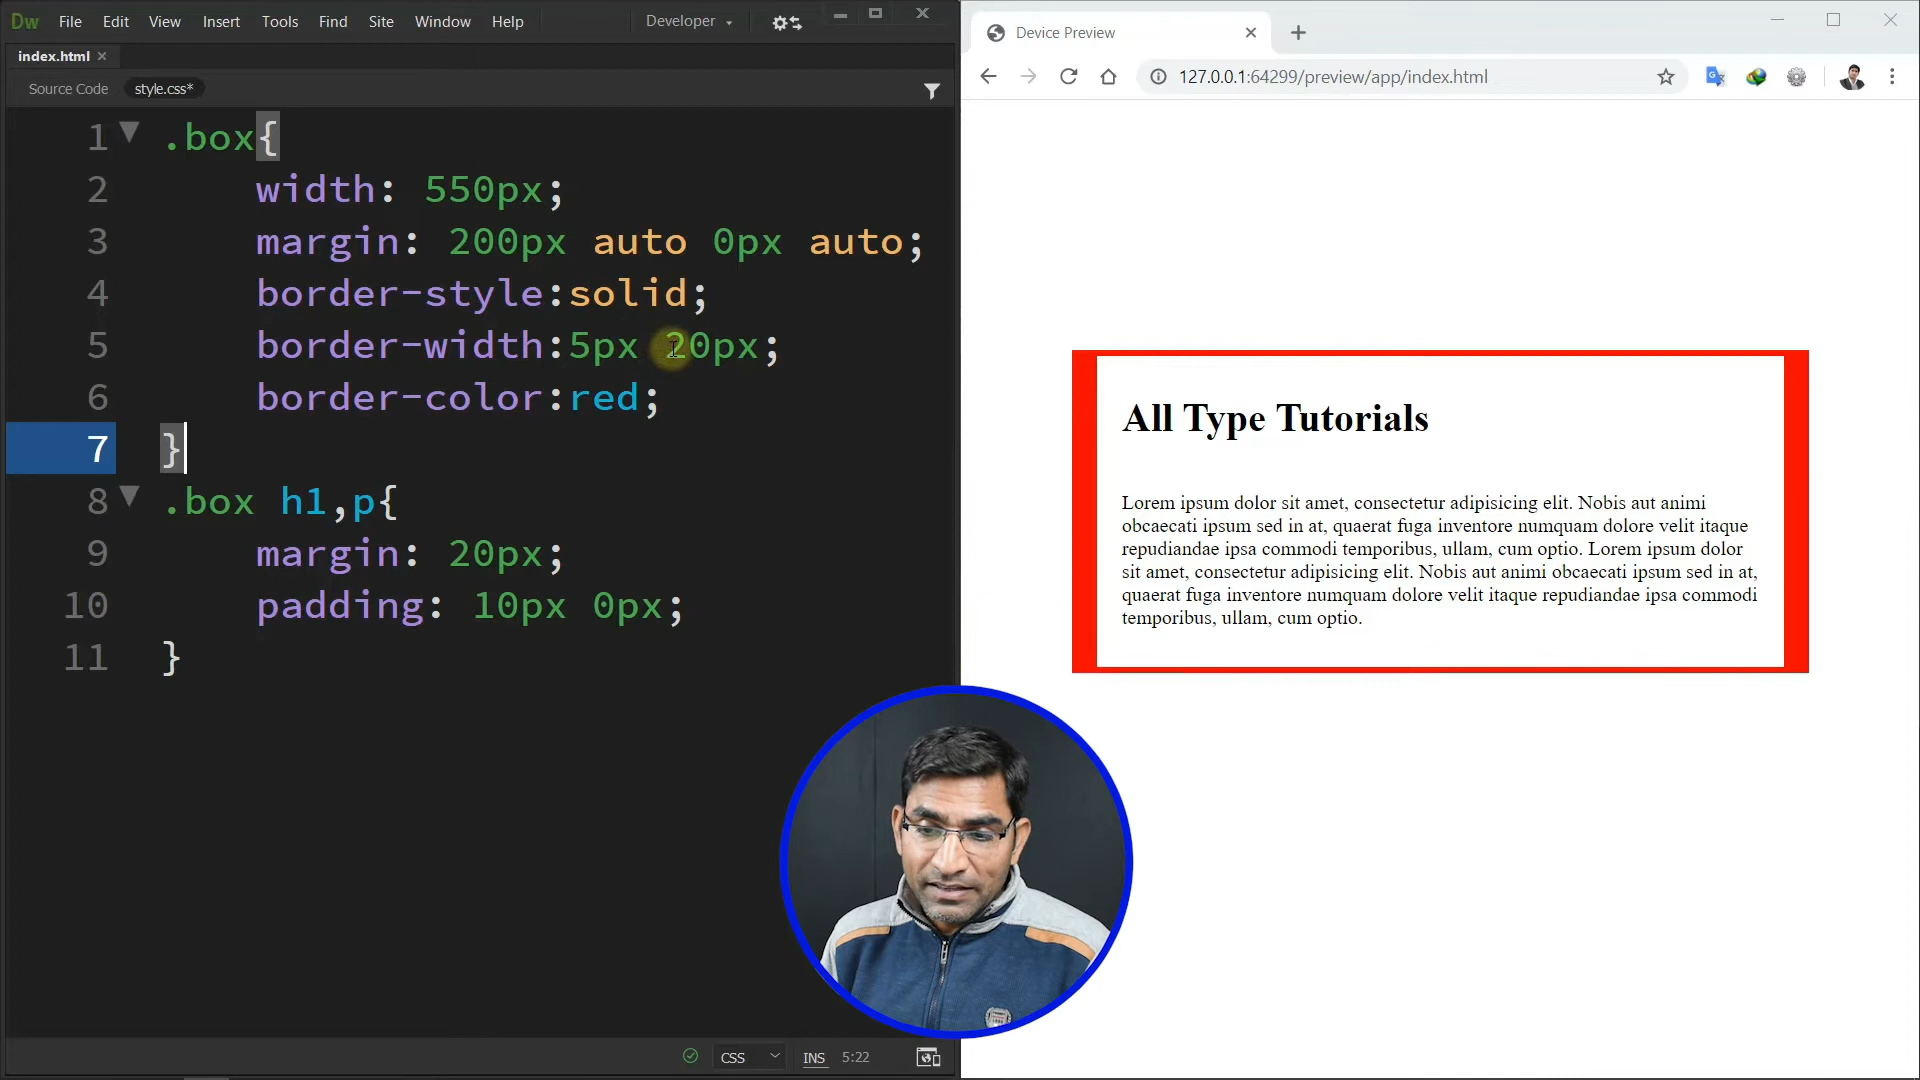 Dw File Edit View Insert Tools Find Site Window Help Developer
index.html
Source Code style.css*
1 .box{
2 width: 550px;
3 margin: 200px auto 0px auto;
4 border-style:solid;
5 border-width:5px 20px;
6 border-color:red;
7 }
8 .box h1,p{
9 margin: 20px;
10 padding: 10px 0px;
11 }
CSS INS 5:22
Device Preview
127.0.0.1:64299/preview/app/index.html
All Type Tutorials
Lorem ipsum dolor sit amet, consectetur adipisicing elit. Nobis aut animi
obcaecati ipsum sed in at, quaerat fuga inventore numquam dolore velit itaque
repudiandae ipsa commodi temporibus, ullam, cum optio. Lorem ipsum dolor
sit amet, consectetur adipisicing elit. Nobis aut animi obcaecati ipsum sed in at,
quaerat fuga inventore numquam dolore velit itaque repudiandae ipsa commodi
temporibus, ullam, cum optio.